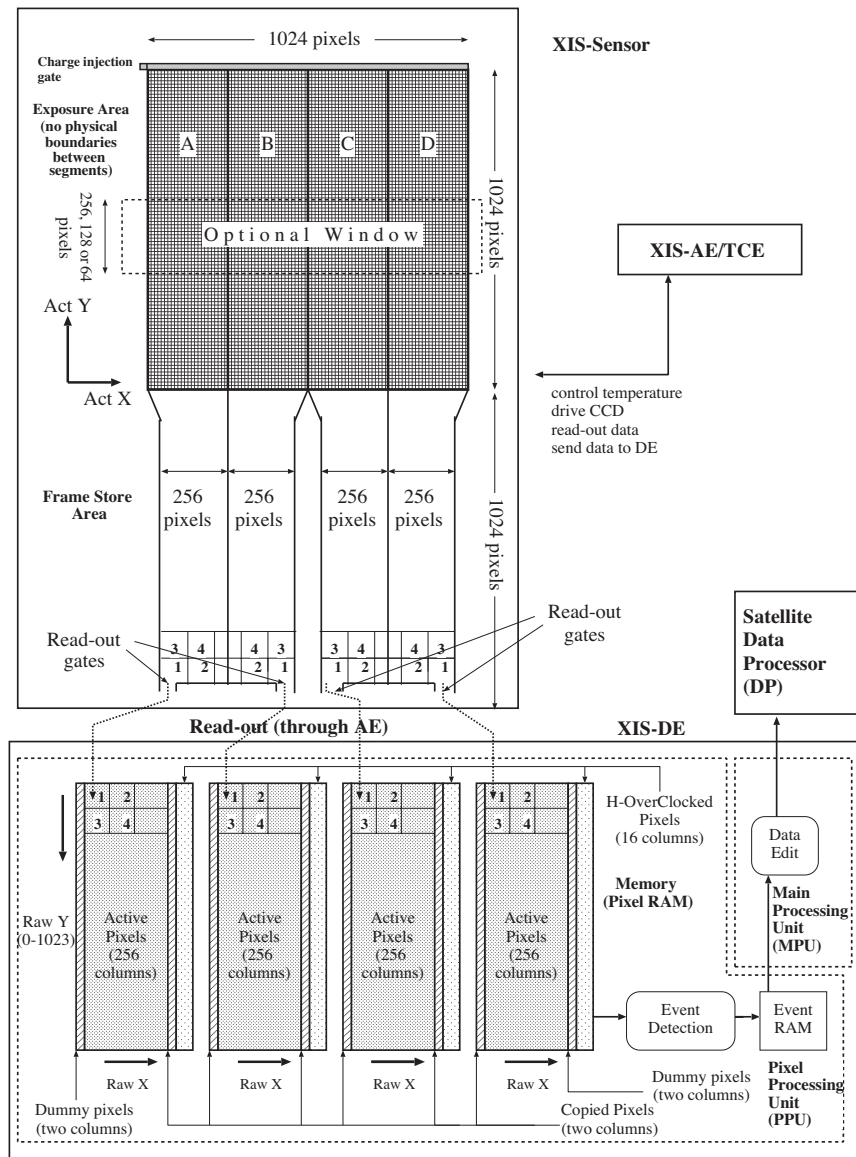 1024 pixels
XIS-Sensor
Charge injection
gate
Exposure Area
(no physical
boundaries
between
segments)
A
B
C
D
1024 pixels
256, 128 or 64
pixels
Optional Window
XIS-AE/TCE
Act Y
Act X
control temperature
drive CCD
read-out data
send data to DE
Frame Store
Area
256
pixels
256
pixels
256
pixels
256
pixels
1024 pixels
Read-out
gates
3 4 4 3
1 2 2 1
3 4 4 3
1 2 2 1
Read-out
gates
Satellite
Data
Processor
(DP)
Read-out (through AE)
XIS-DE
1 2
3 4
1 2
3 4
1 2
3 4
1 2
3 4
H-OverClocked
Pixels
(16 columns)
Data
Edit
Memory
(Pixel RAM)
Main
Processing
Unit
(MPU)
Raw Y
(0-1023)
Active
Pixels
(256
columns)
Active
Pixels
(256
columns)
Active
Pixels
(256
columns)
Active
Pixels
(256
columns)
Event
Detection
Event
RAM
Raw X
Raw X
Raw X
Raw X
Dummy pixels
(two columns)
Copied Pixels
(two columns)
Dummy pixels
(two columns)
Pixel
Processing
Unit
(PPU)